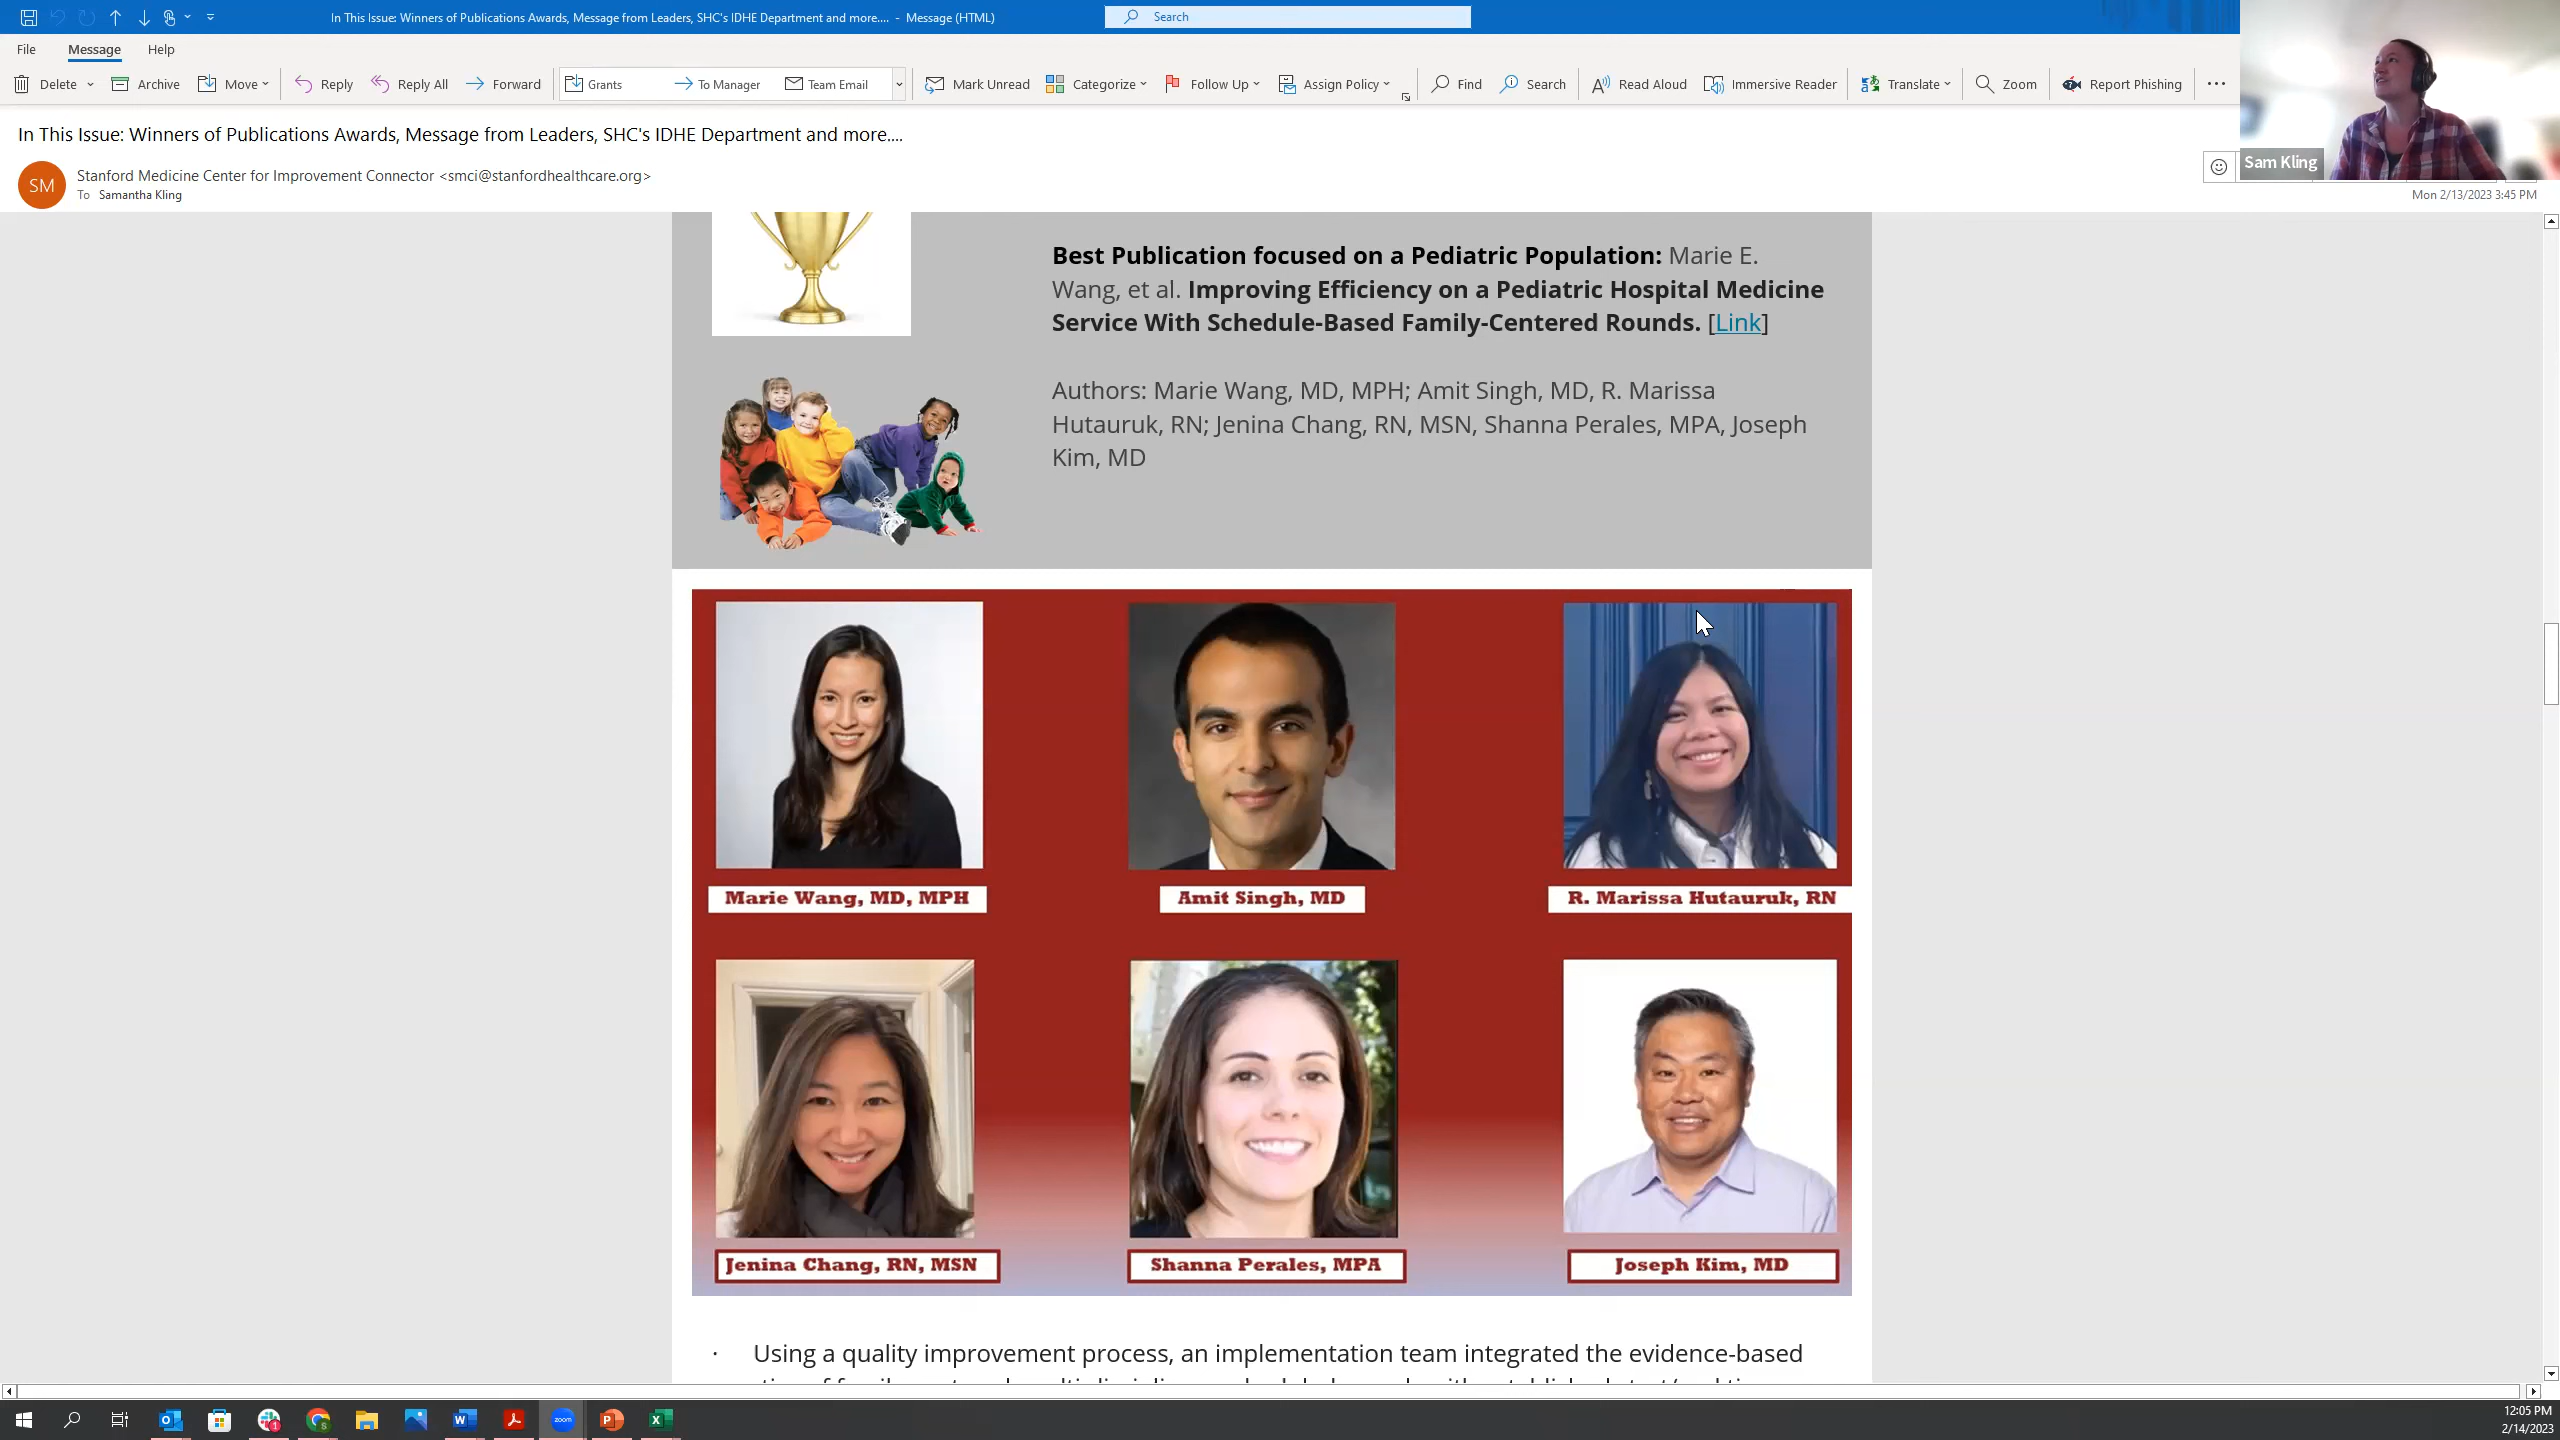 In This Issue: Winners of Publications Awards, Message from Leaders, SHC's IDHE Department and more.... - Message (HTML)
Search
File Message Help
Delete Archive Move Reply Reply All Forward Grants To Manager Team Email Mark Unread Categorize Follow Up Assign Policy Find Search Read Aloud Immersive Reader Translate Zoom Report Phishing
In This Issue: Winners of Publications Awards, Message from Leaders, SHC's IDHE Department and more....
Sam Kling
SM
Stanford Medicine Center for Improvement Connector <smci@stanfordhealthcare.org>
To Samantha Kling
Mon 2/13/2023 3:45 PM
Best Publication focused on a Pediatric Population: Marie E.
Wang, et al. Improving Efficiency on a Pediatric Hospital Medicine
Service With Schedule-Based Family-Centered Rounds. [Link]
Authors: Marie Wang, MD, MPH; Amit Singh, MD, R. Marissa
Hutauruk, RN; Jenina Chang, RN, MSN, Shanna Perales, MPA, Joseph
Kim, MD
Marie Wang, MD, MPH
Amit Singh, MD
R. Marissa Hutauruk, RN
Jenina Chang, RN, MSN
Shanna Perales, MPA
Joseph Kim, MD
· Using a quality improvement process, an implementation team integrated the evidence-based
zoom
12:05 PM
2/14/2023